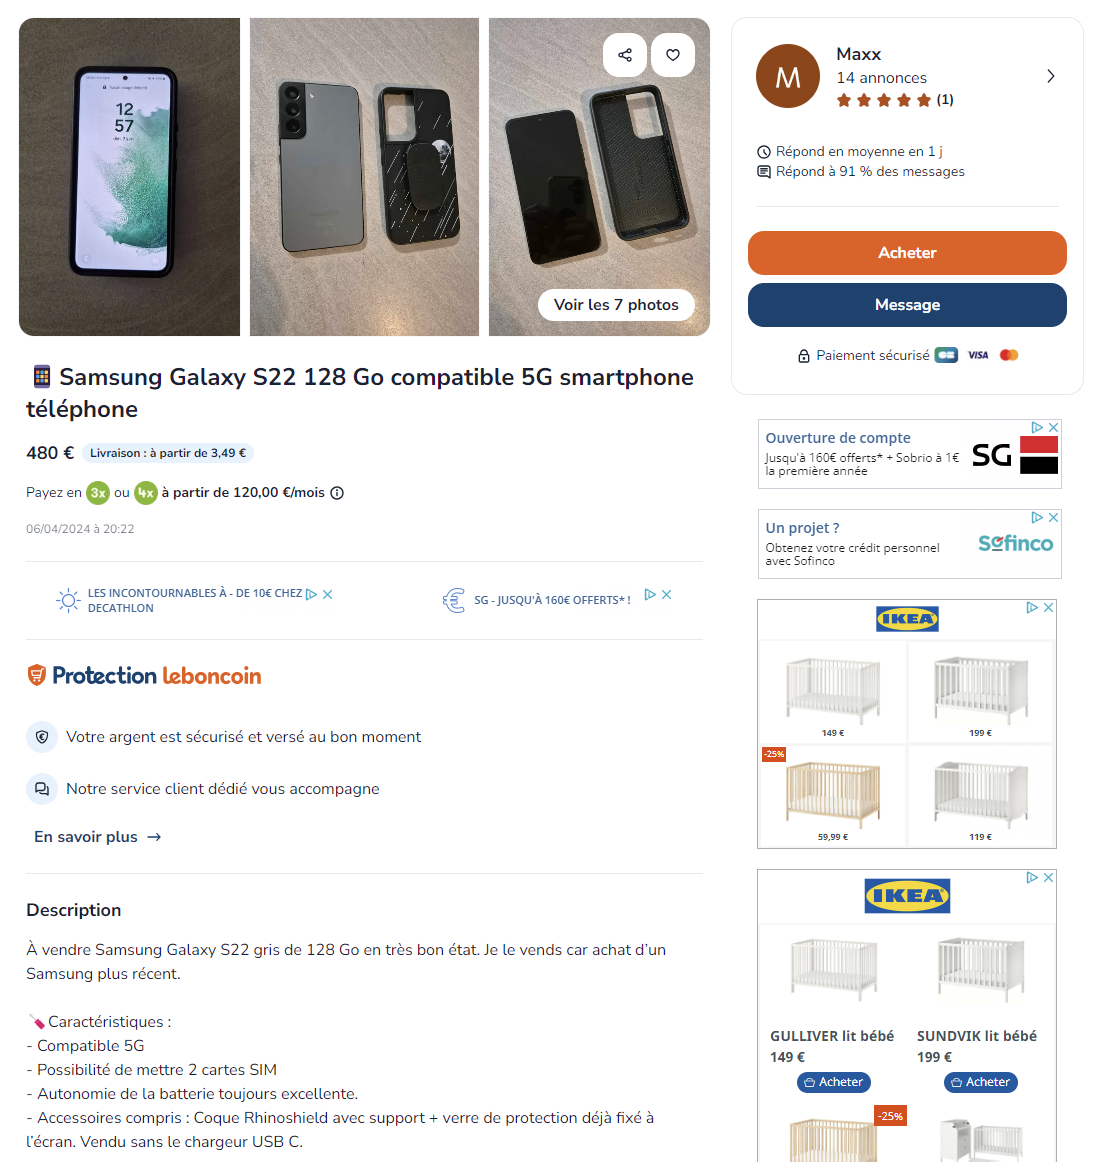 12
57
Voir les 7 photos
M
Maxx
14 annonces
(1)
Répond en moyenne en 1 j
Répond à 91 % des messages
Acheter
Message
Paiement sécurisé CB VISA
Samsung Galaxy S22 128 Go compatible 5G smartphone
téléphone
480 € Livraison : à partir de 3,49 €
Payez en 3x ou 4x à partir de 120,00 €/mois
06/04/2024 à 20:22
LES INCONTOURNABLES À - DE 10€ CHEZ
DECATHLON
SG - JUSQU'À 160€ OFFERTS* !
Protection leboncoin
Votre argent est sécurisé et versé au bon moment
Notre service client dédié vous accompagne
En savoir plus →
Description
À vendre Samsung Galaxy S22 gris de 128 Go en très bon état. Je le vends car achat d’un
Samsung plus récent.
Caractéristiques :
- Compatible 5G
- Possibilité de mettre 2 cartes SIM
- Autonomie de la batterie toujours excellente.
- Accessoires compris : Coque Rhinoshield avec support + verre de protection déjà fixé à
l’écran. Vendu sans le chargeur USB C.
Ouverture de compte
Jusqu'à 160€ offerts* + Sobrio à 1€
la première année
SG
Un projet ?
Obtenez votre crédit personnel
avec Sofinco
Sofinco
IKEA
149 €
199 €
-25%
59,99 €
119 €
IKEA
GULLIVER lit bébé
149 €
Acheter
SUNDVIK lit bébé
199 €
Acheter
-25%